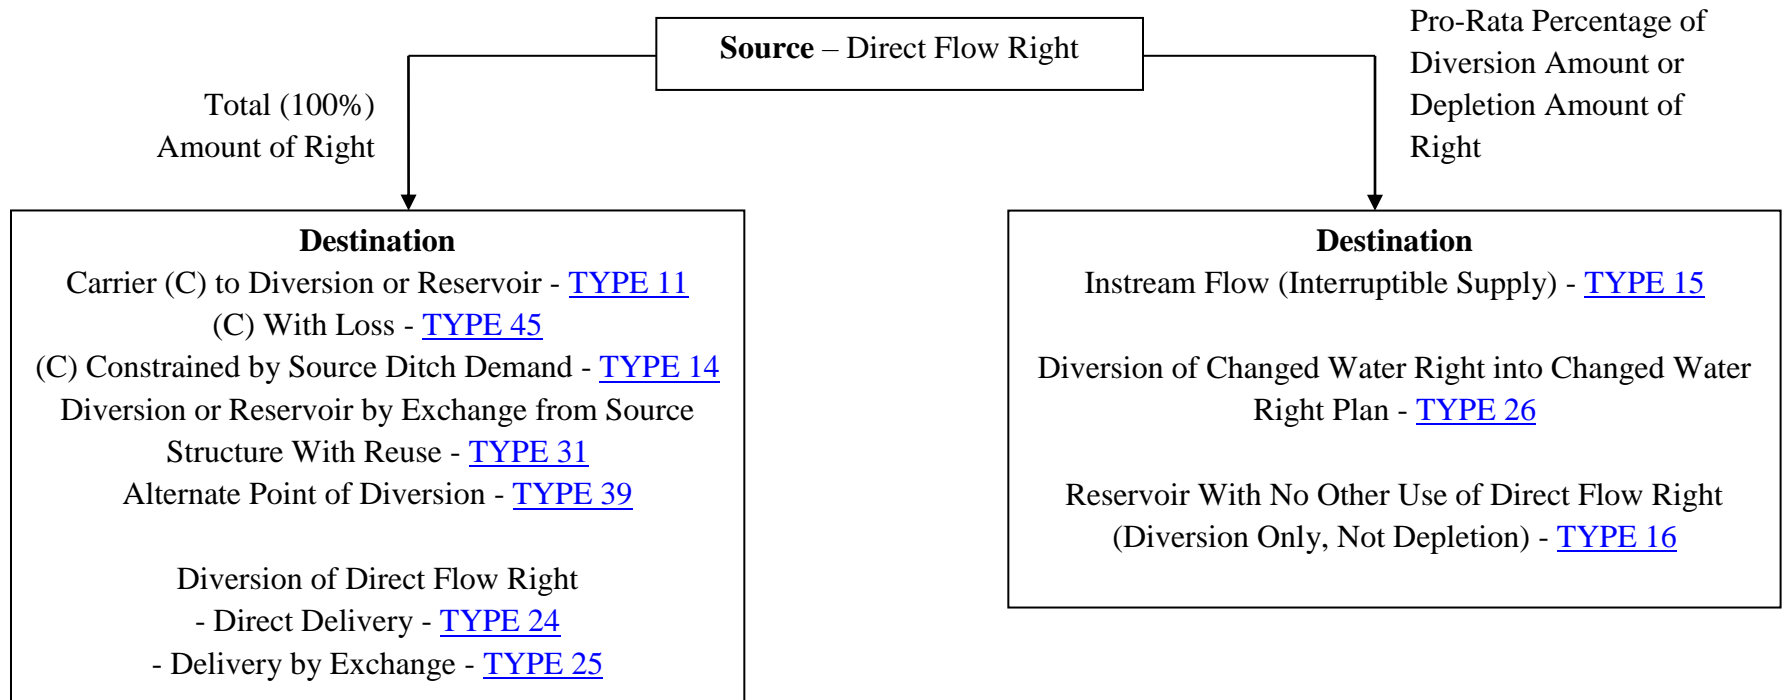 Source – Direct Flow Right
Total (100%)
Amount of Right
Pro-Rata Percentage of
Diversion Amount or
Depletion Amount of
Right
Destination
Carrier (C) to Diversion or Reservoir - TYPE 11
(C) With Loss - TYPE 45
(C) Constrained by Source Ditch Demand - TYPE 14
Diversion or Reservoir by Exchange from Source
Structure With Reuse - TYPE 31
Alternate Point of Diversion - TYPE 39
Diversion of Direct Flow Right
- Direct Delivery - TYPE 24
- Delivery by Exchange - TYPE 25
Destination
Instream Flow (Interruptible Supply) - TYPE 15
Diversion of Changed Water Right into Changed Water
Right Plan - TYPE 26
Reservoir With No Other Use of Direct Flow Right
(Diversion Only, Not Depletion) - TYPE 16